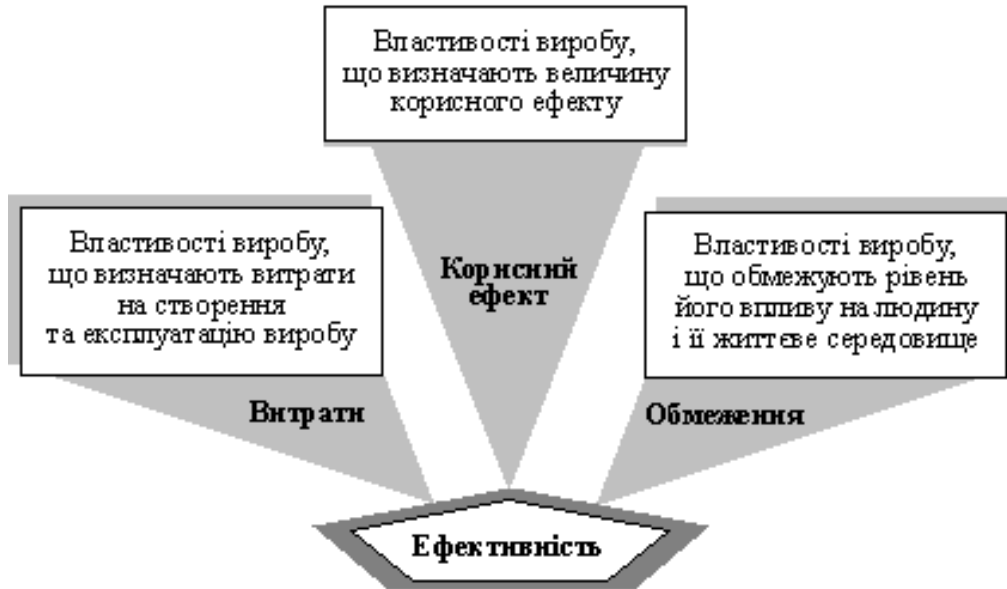 Властивості виробу,
що визначають величину
корисного ефекту
Властивості виробу,
що визначають витрати
на створення
та експлуатацію виробу
Корисний
ефект
Властивості виробу,
що обмежують рівень
його впливу на людину
і її життєве середовище
Витрати
Обмеження
Ефективність